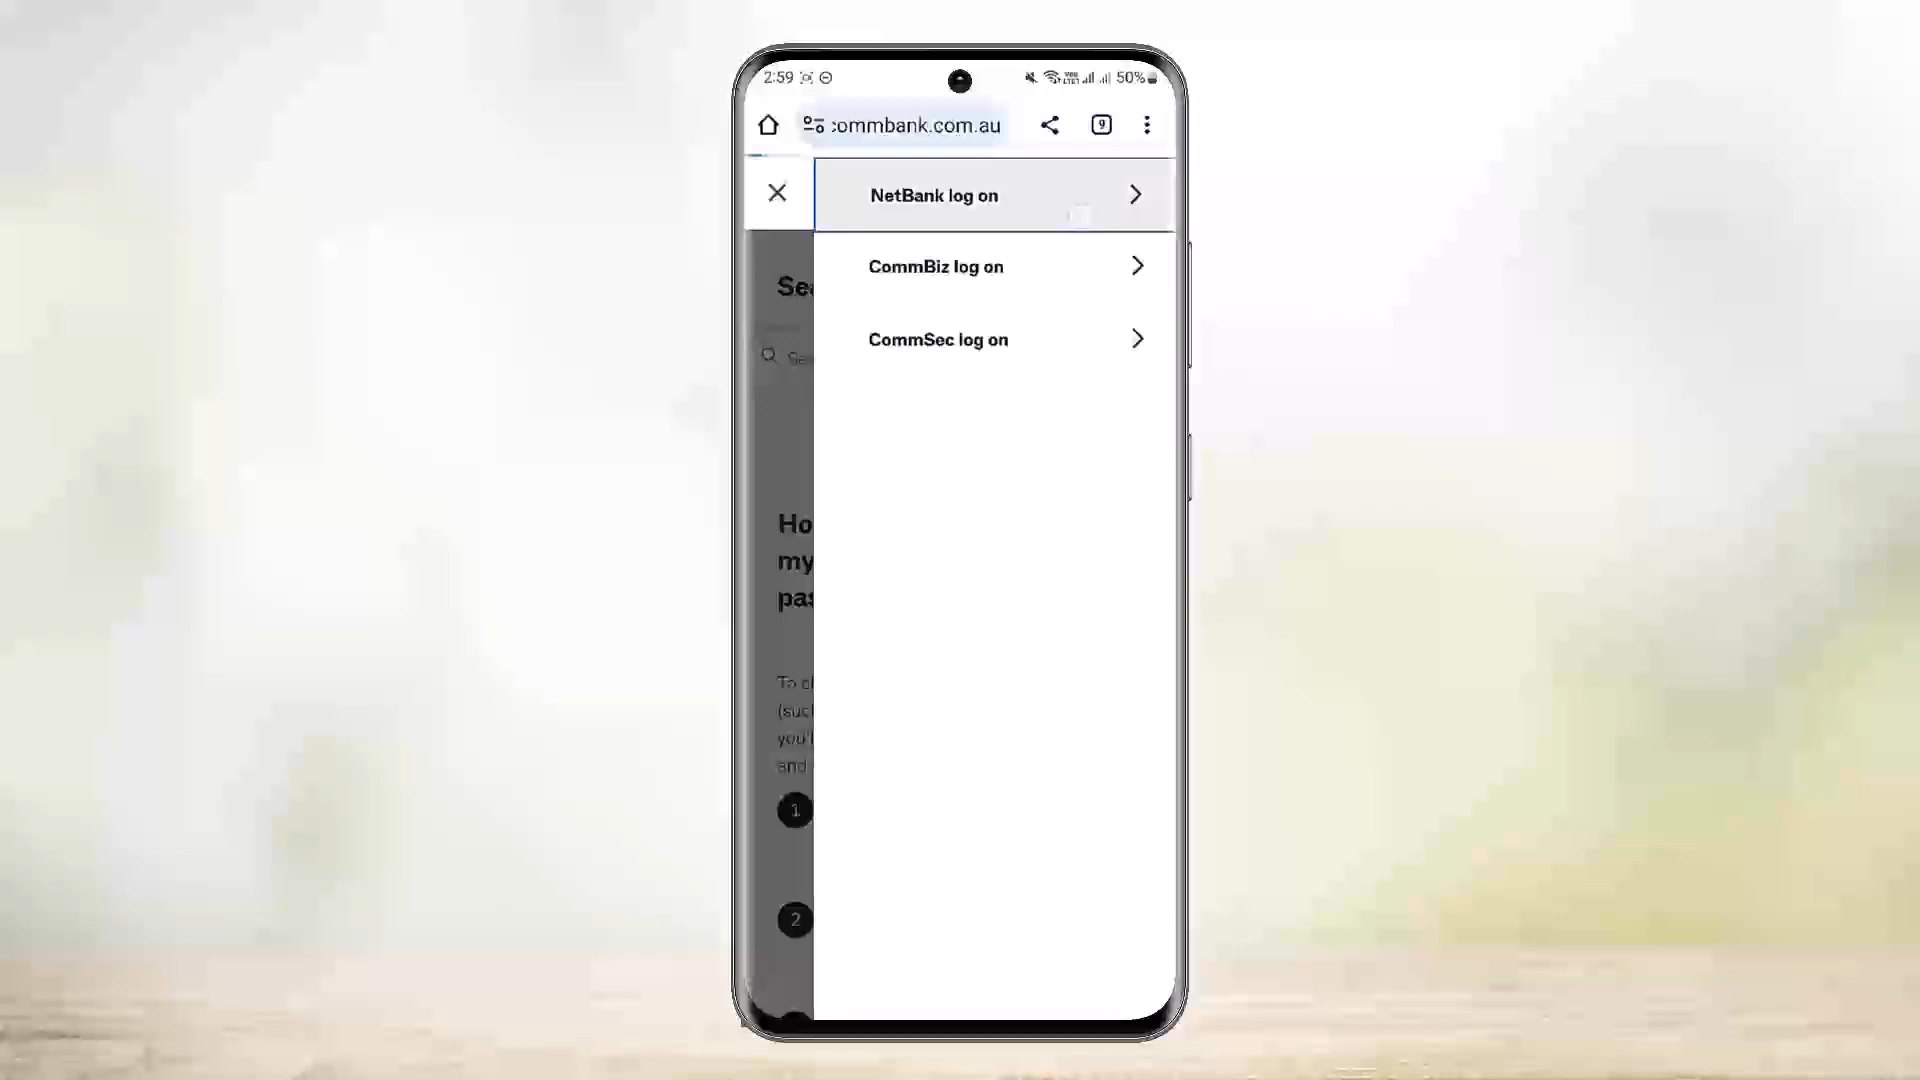 2:59 50%
commbank.com.au 9
NetBank log on
CommBiz log on
CommSec log on
Sea
Ho
my
pas
(suc
you'l
and
1
2